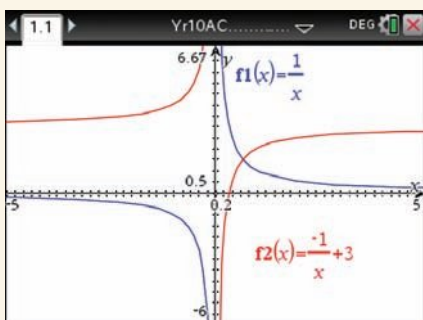 1.1 Yr10AC............ DEG
6.67 y
f1(x)=1/x
0.5
x
-5 0.2 5
f2(x)=-1/x+3
-6